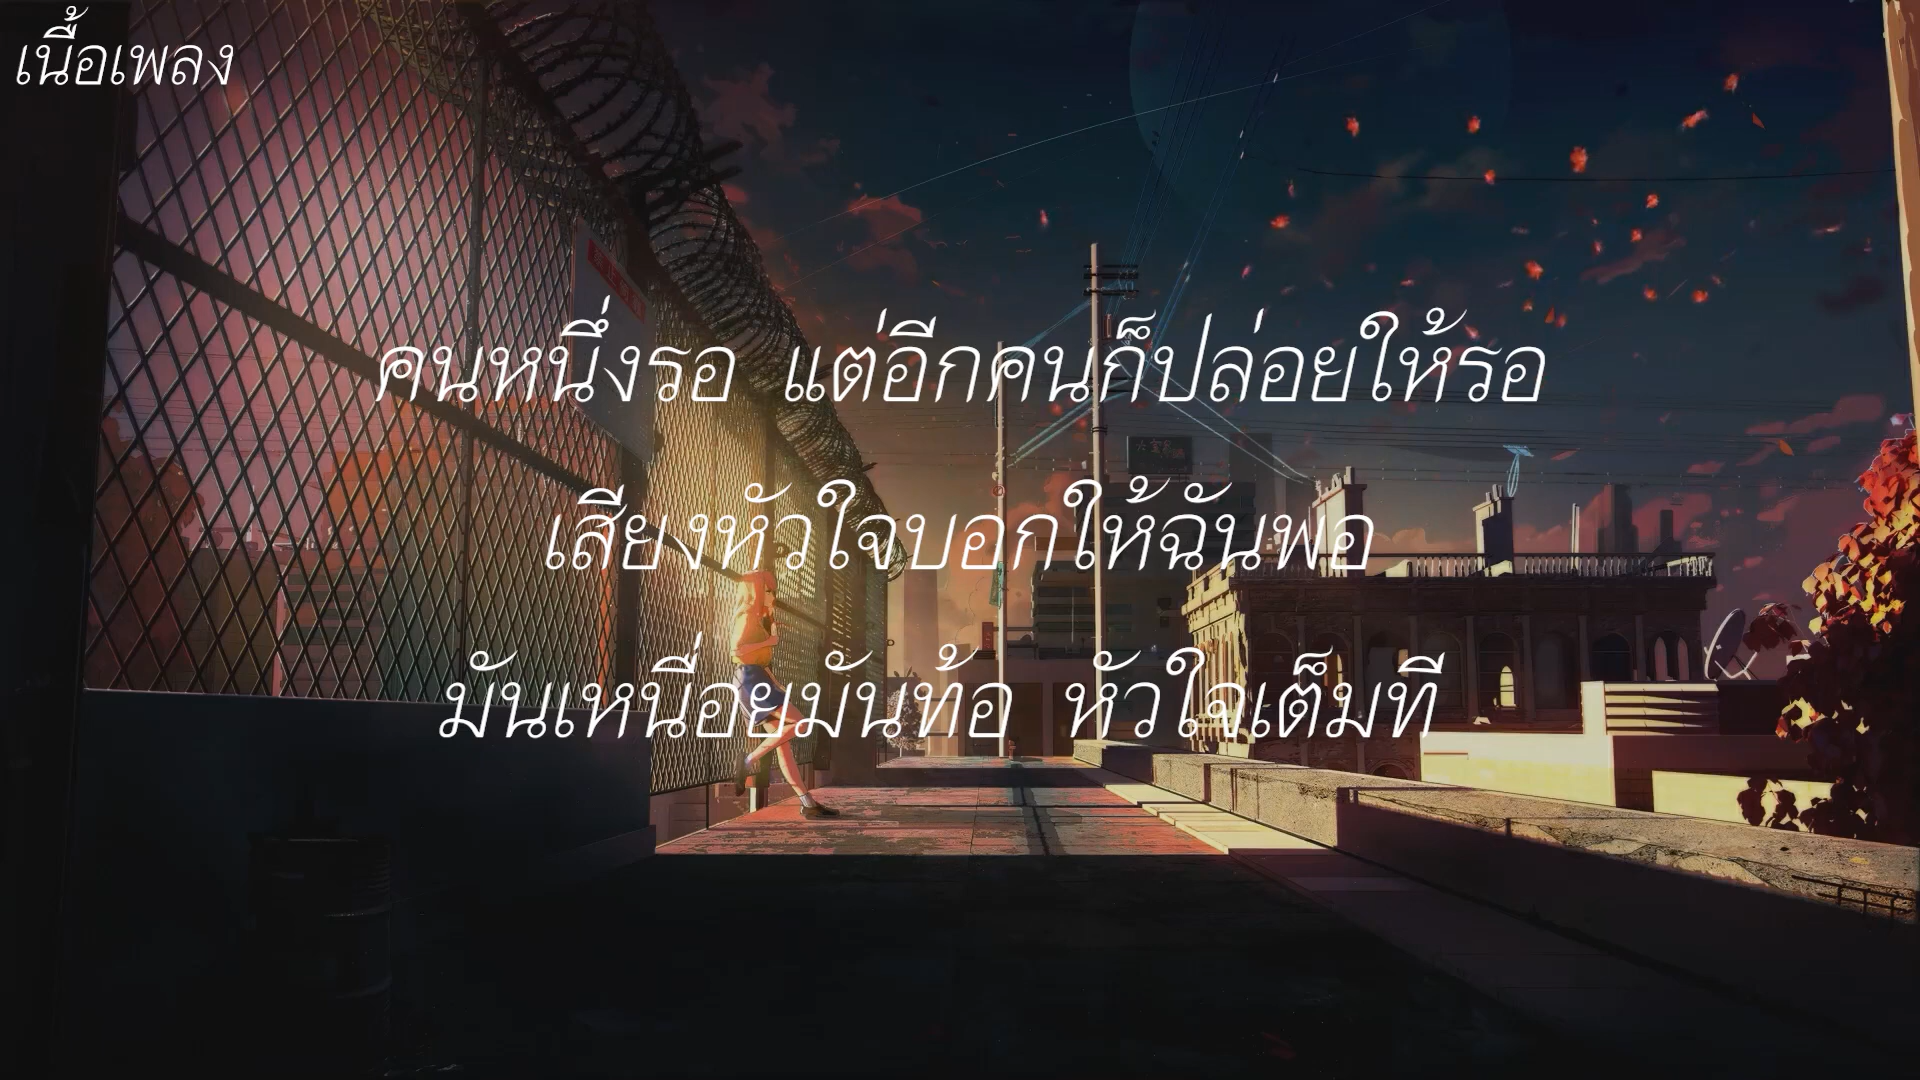 เนื้อเพลง
คนหนึ่งรอ แต่อีกคนก็ปล่อยให้รอ
เสียงหัวใจบอกให้ฉันพอ
มันเหนื่อยมันท้อ หัวใจเต็มที